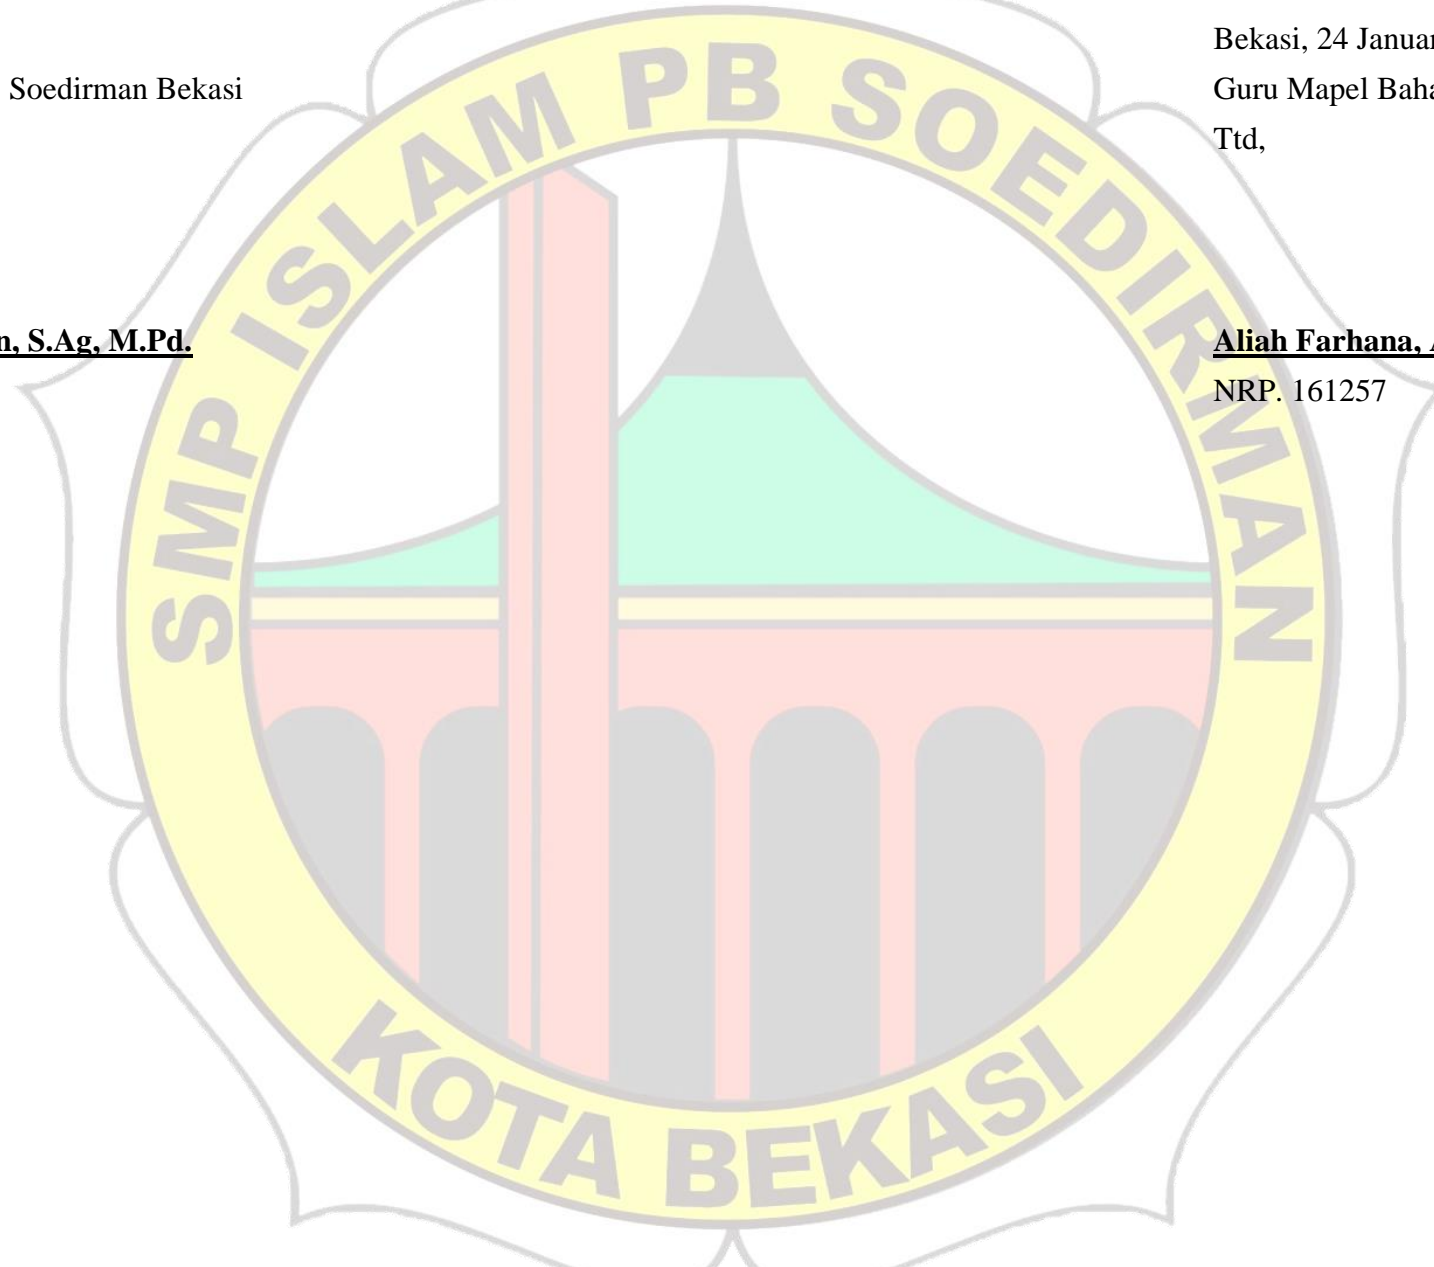 Bekasi, 24 Januar
Soedirman Bekasi
Guru Mapel Baha
Ttd,
n, S.Ag, M.Pd.
Aliah Farhana, A
NRP. 161257
SMP ISLAM PB SOEDIRMAN
KOTA BEKASI